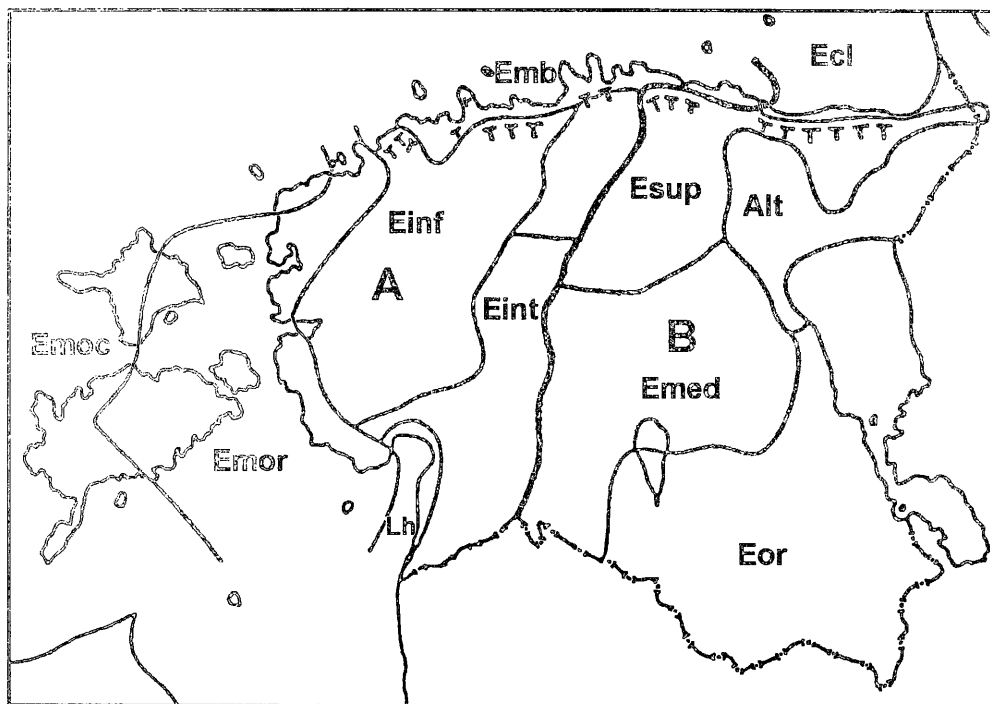 Ecl
Emb
Esup
Alt
Einf
A
Eint
B
Emoc
Emed
Emor
Lh
Eor